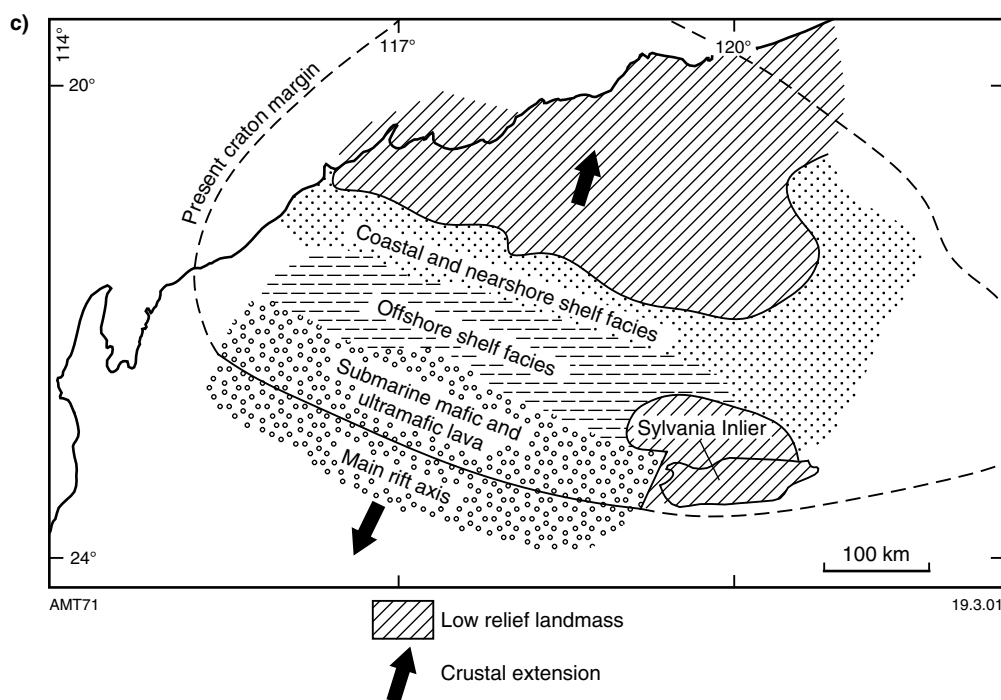 c)
114°
117°
120°
20°
Present craton margin
Coastal and nearshore shelf facies
Offshore shelf facies
Submarine mafic and
ultramafic lava
Main rift axis
Sylvania Inlier
24°
100 km
AMT71
19.3.01
Low relief landmass
Crustal extension